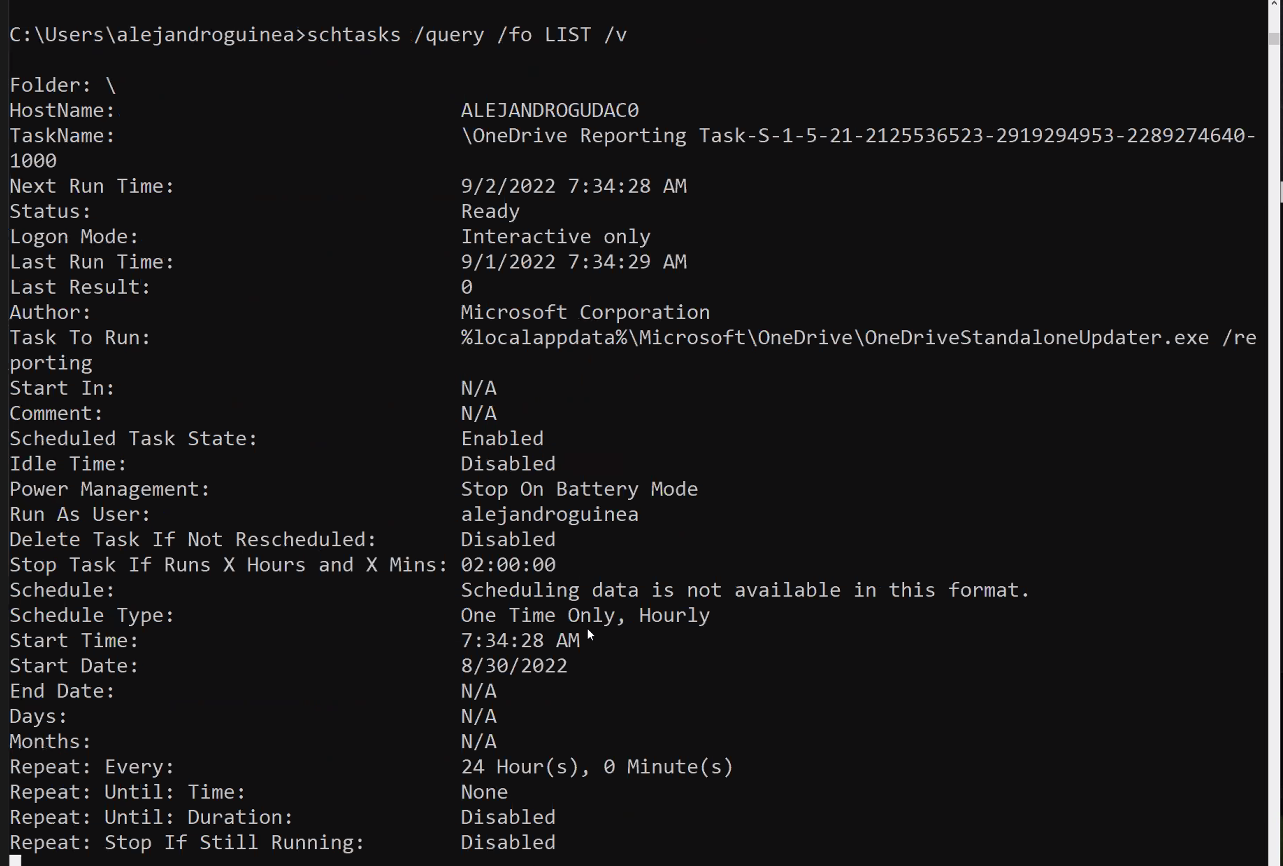 C:\Users\alejandroguinea>schtasks /query /fo LIST /v
Folder: \
HostName: ALEJANDROGUDAC0
TaskName: \OneDrive Reporting Task-S-1-5-21-2125536523-2919294953-2289274640-
1000
Next Run Time: 9/2/2022 7:34:28 AM
Status: Ready
Logon Mode: Interactive only
Last Run Time: 9/1/2022 7:34:29 AM
Last Result: 0
Author: Microsoft Corporation
Task To Run: %localappdata%\Microsoft\OneDrive\OneDriveStandaloneUpdater.exe /re
porting
Start In: N/A
Comment: N/A
Scheduled Task State: Enabled
Idle Time: Disabled
Power Management: Stop On Battery Mode
Run As User: alejandroguinea
Delete Task If Not Rescheduled: Disabled
Stop Task If Runs X Hours and X Mins: 02:00:00
Schedule: Scheduling data is not available in this format.
Schedule Type: One Time Only, Hourly
Start Time: 7:34:28 AM
Start Date: 8/30/2022
End Date: N/A
Days: N/A
Months: N/A
Repeat: Every: 24 Hour(s), 0 Minute(s)
Repeat: Until: Time: None
Repeat: Until: Duration: Disabled
Repeat: Stop If Still Running: Disabled